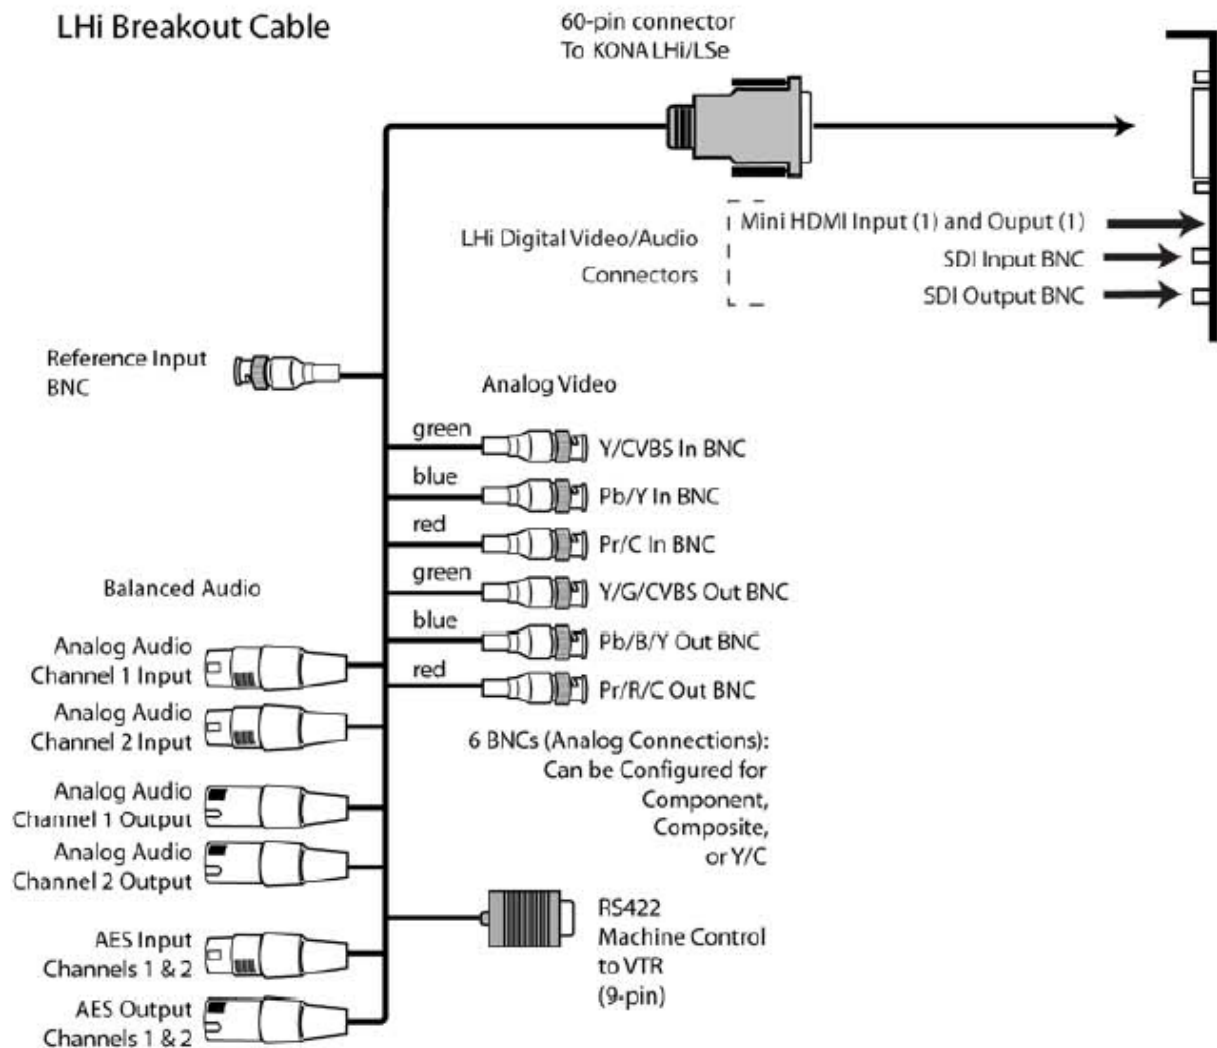 LHi Breakout Cable
60-pin connector
To KONA LHi/LSe
Mini HDMI Input (1) and Ouput (1)
LHi Digital Video/Audio
Connectors
SDI Input BNC
SDI Output BNC
Reference Input
BNC
Analog Video
green
Y/CVBS In BNC
blue
Pb/Y In BNC
red
Pr/C In BNC
green
Y/G/CVBS Out BNC
blue
Pb/B/Y Out BNC
red
Pr/R/C Out BNC
6 BNCs (Analog Connections):
Can be Configured for
Component,
Composite,
or Y/C
Balanced Audio
Analog Audio
Channel 1 Input
Analog Audio
Channel 2 Input
Analog Audio
Channel 1 Output
Analog Audio
Channel 2 Output
AES Input
Channels 1 & 2
AES Output
Channels 1 & 2
RS422
Machine Control
to VTR
(9-pin)